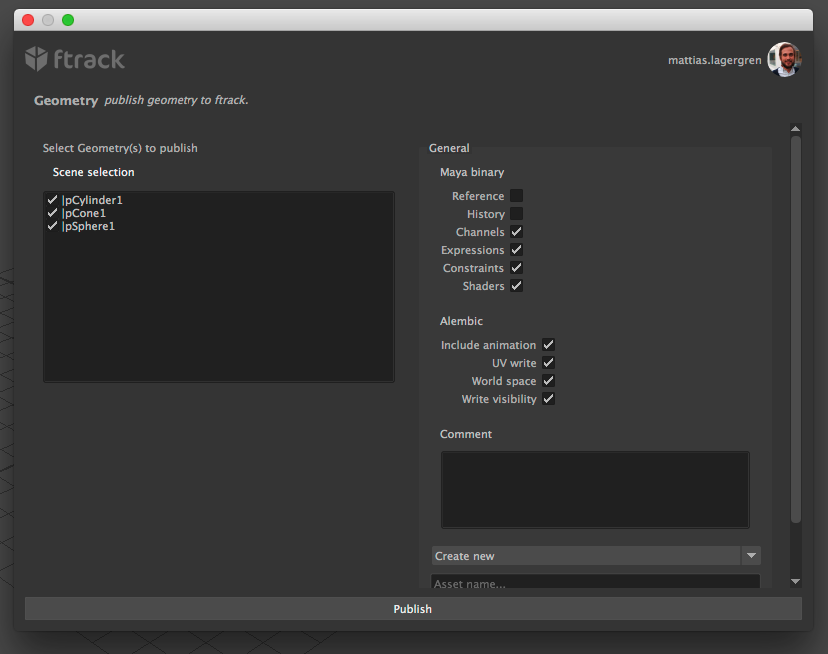 ftrack
mattias.lagergren
Geometry publish geometry to ftrack.
Select Geometry(s) to publish
Scene selection
|pCylinder1
|pCone1
|pSphere1
General
Maya binary
Reference
History
Channels
Expressions
Constraints
Shaders
Alembic
Include animation
UV write
World space
Write visibility
Comment
Create new
Asset name...
Publish